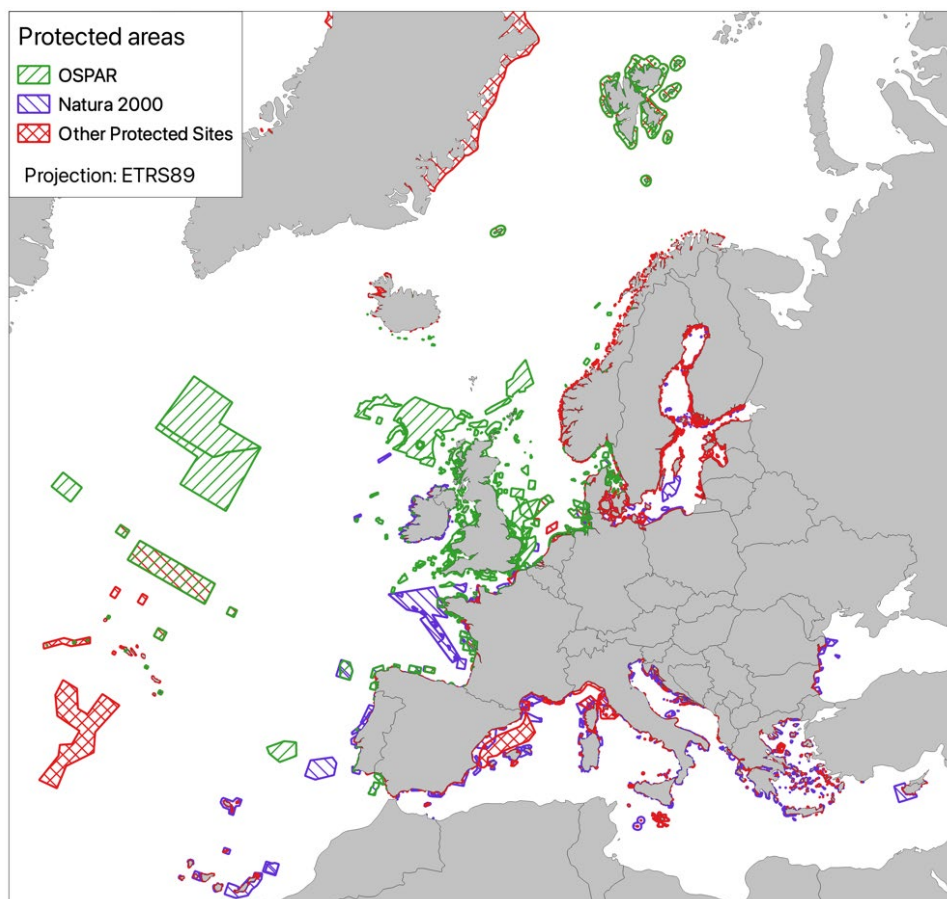 Protected areas
OSPAR
Natura 2000
Other Protected Sites
Projection: ETRS89